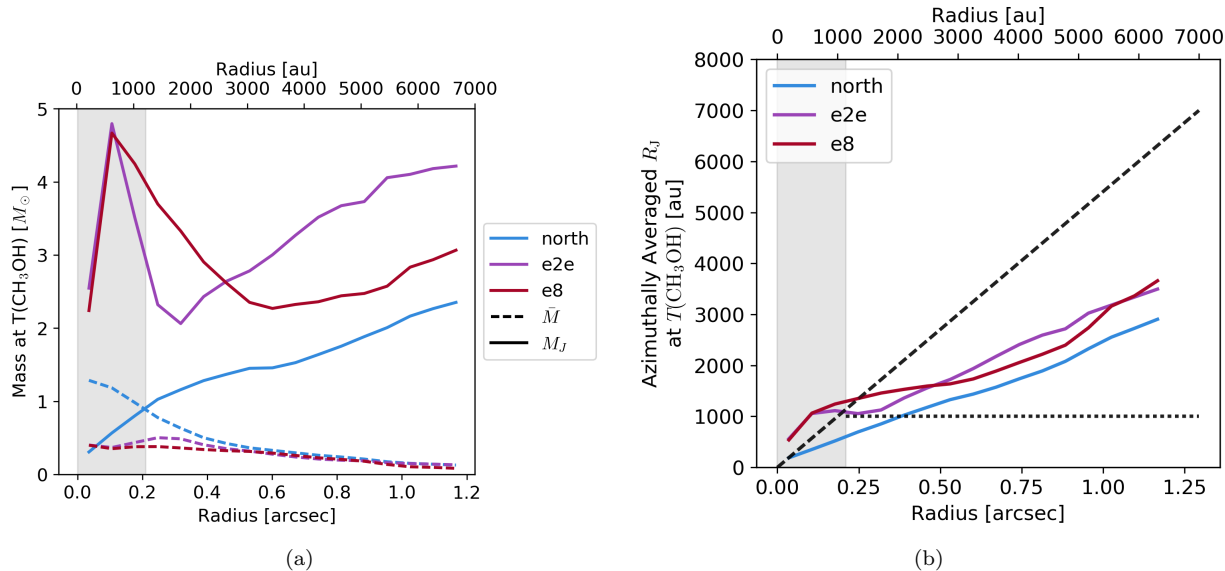 Radius [au]
0 1000 2000 3000 4000 5000 6000 7000
5
4
3
2
1
0
Mass at T(CH₃OH) [M⊙]
north
e2e
e8
M̄
M_J
0.0 0.2 0.4 0.6 0.8 1.0 1.2
Radius [arcsec]
(a)
Radius [au]
0 1000 2000 3000 4000 5000 6000 7000
8000
7000
6000
5000
4000
3000
2000
1000
0
Azimuthally Averaged R_J
at T(CH₃OH) [au]
north
e2e
e8
0.00 0.25 0.50 0.75 1.00 1.25
Radius [arcsec]
(b)